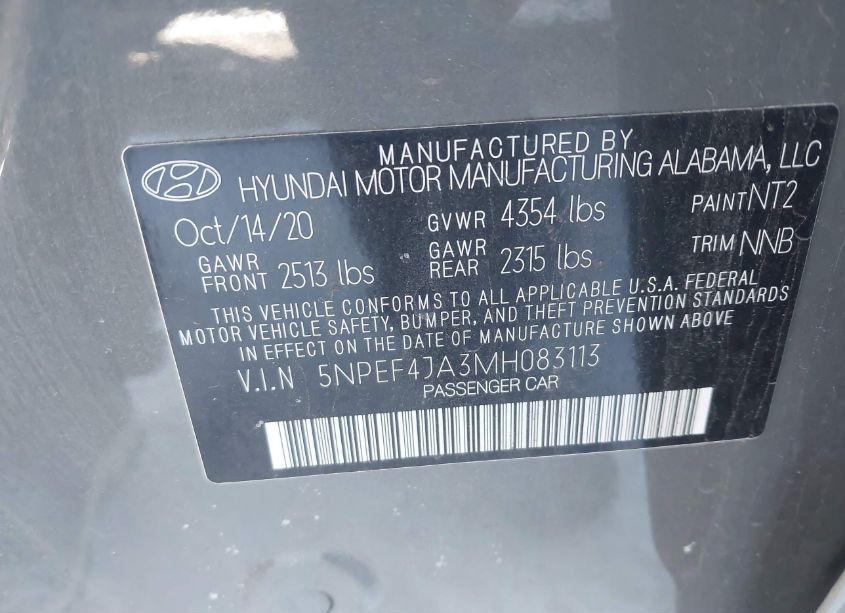 MANUFACTURED BY
HYUNDAI MOTOR MANUFACTURING ALABAMA, LLC
Oct/14/20 GVWR 4354 lbs PAINT NT2
GAWR FRONT 2513 lbs GAWR REAR 2315 lbs TRIM NNB
THIS VEHICLE CONFORMS TO ALL APPLICABLE U.S.A. FEDERAL
MOTOR VEHICLE SAFETY, BUMPER, AND THEFT PREVENTION STANDARDS
IN EFFECT ON THE DATE OF MANUFACTURE SHOWN ABOVE
V.I.N 5NPEF4JA3MH083113
PASSENGER CAR